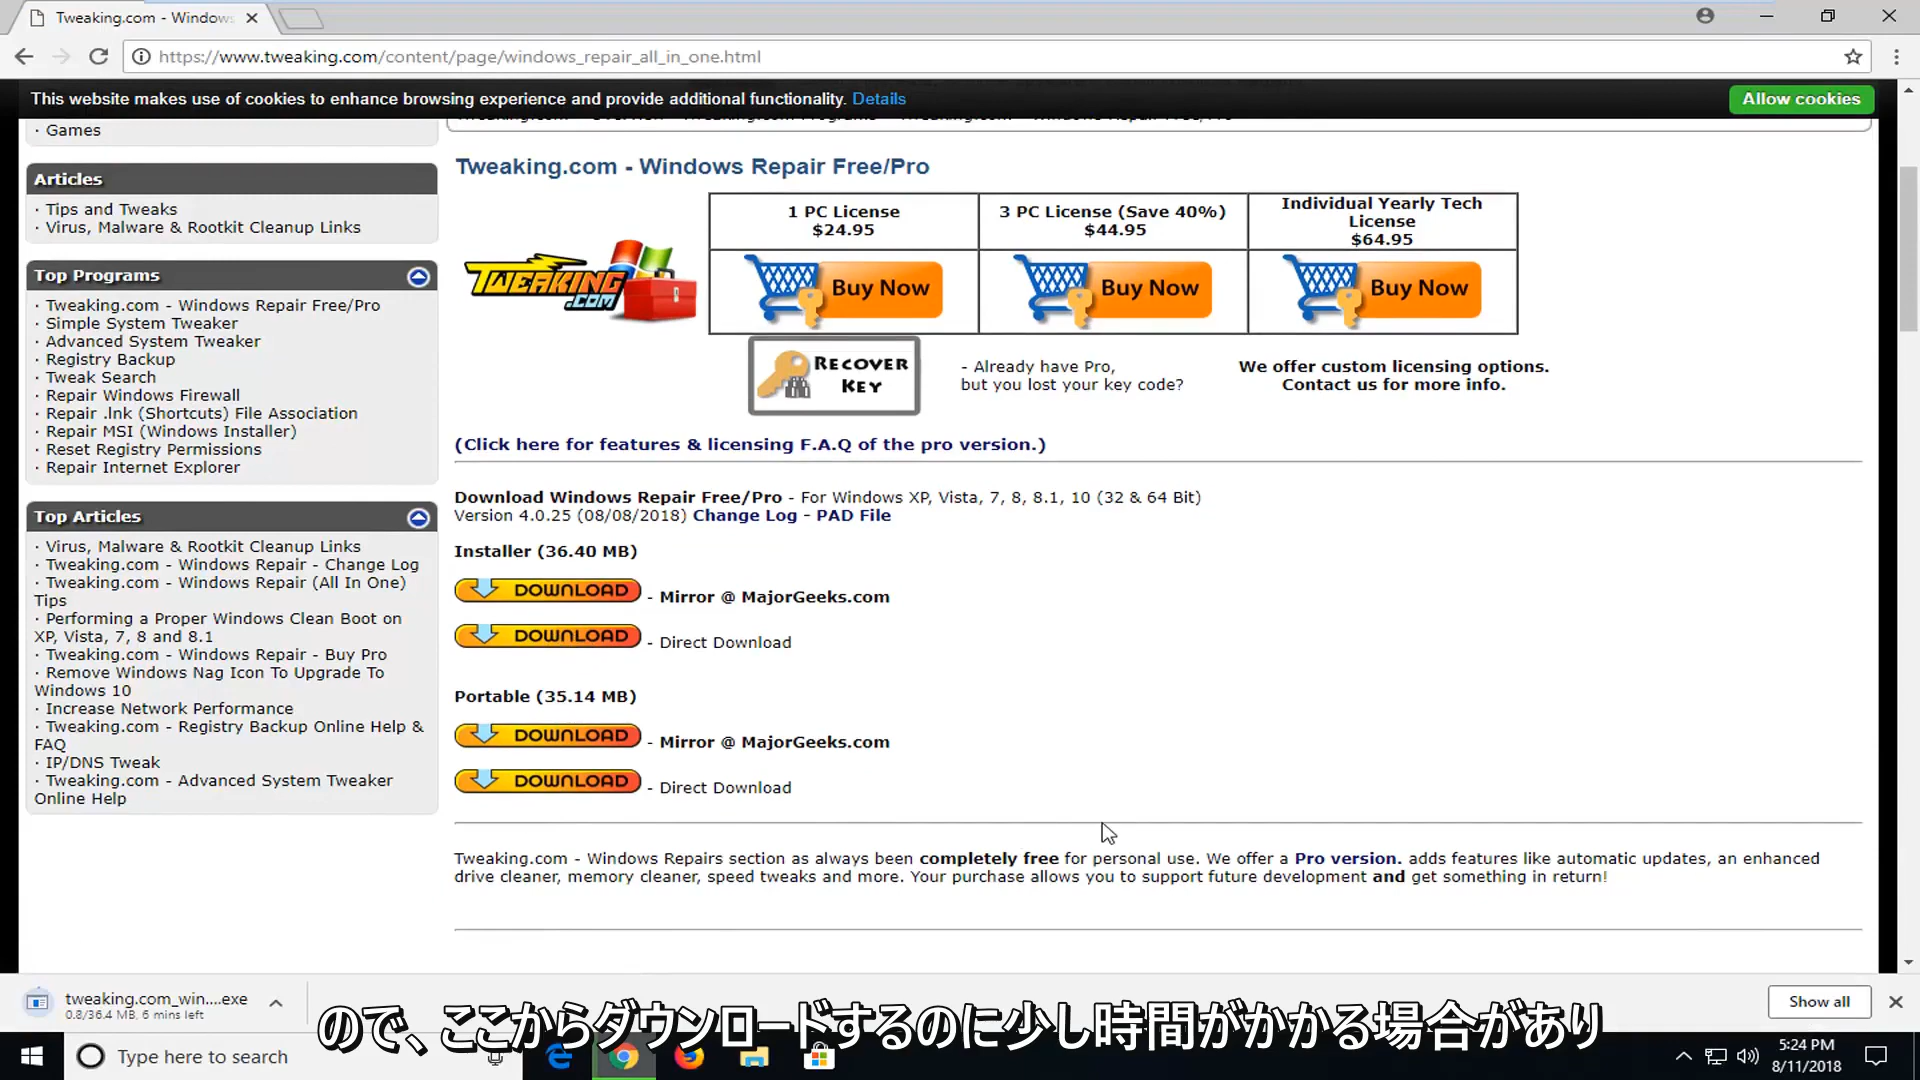 Tweaking.com - Windows
https://www.tweaking.com/content/page/windows_repair_all_in_one.html
This website makes use of cookies to enhance browsing experience and provide additional functionality. Details
Allow cookies
· Games
Articles
· Tips and Tweaks
· Virus, Malware & Rootkit Cleanup Links
Top Programs
· Tweaking.com - Windows Repair Free/Pro
· Simple System Tweaker
· Advanced System Tweaker
· Registry Backup
· Tweak Search
· Repair Windows Firewall
· Repair .lnk (Shortcuts) File Association
· Repair MSI (Windows Installer)
· Reset Registry Permissions
· Repair Internet Explorer
Top Articles
· Virus, Malware & Rootkit Cleanup Links
· Tweaking.com - Windows Repair - Change Log
· Tweaking.com - Windows Repair (All In One)
Tips
· Performing a Proper Windows Clean Boot on
XP, Vista, 7, 8 and 8.1
· Tweaking.com - Windows Repair - Buy Pro
· Remove Windows Nag Icon To Upgrade To
Windows 10
· Increase Network Performance
· Tweaking.com - Registry Backup Online Help &
FAQ
· IP/DNS Tweak
· Tweaking.com - Advanced System Tweaker
Online Help
Tweaking.com - Windows Repair Free/Pro
TWEAKING
.COM
1 PC License
$24.95
3 PC License (Save 40%)
$44.95
Individual Yearly Tech
License
$64.95
Buy Now
Buy Now
Buy Now
RECOVER
KEY
- Already have Pro,
but you lost your key code?
We offer custom licensing options.
Contact us for more info.
(Click here for features & licensing F.A.Q of the pro version.)
Download Windows Repair Free/Pro - For Windows XP, Vista, 7, 8, 8.1, 10 (32 & 64 Bit)
Version 4.0.25 (08/08/2018) Change Log - PAD File
Installer (36.40 MB)
DOWNLOAD - Mirror @ MajorGeeks.com
DOWNLOAD - Direct Download
Portable (35.14 MB)
DOWNLOAD - Mirror @ MajorGeeks.com
DOWNLOAD - Direct Download
Tweaking.com - Windows Repairs section as always been completely free for personal use. We offer a Pro version. adds features like automatic updates, an enhanced
drive cleaner, memory cleaner, speed tweaks and more. Your purchase allows you to support future development and get something in return!
tweaking.com_win....exe
0.8/36.4 MB, 6 mins left
Show all
ので、ここからダウンロードするのに少し時間がかかる場合があり
Type here to search
5:24 PM
8/11/2018